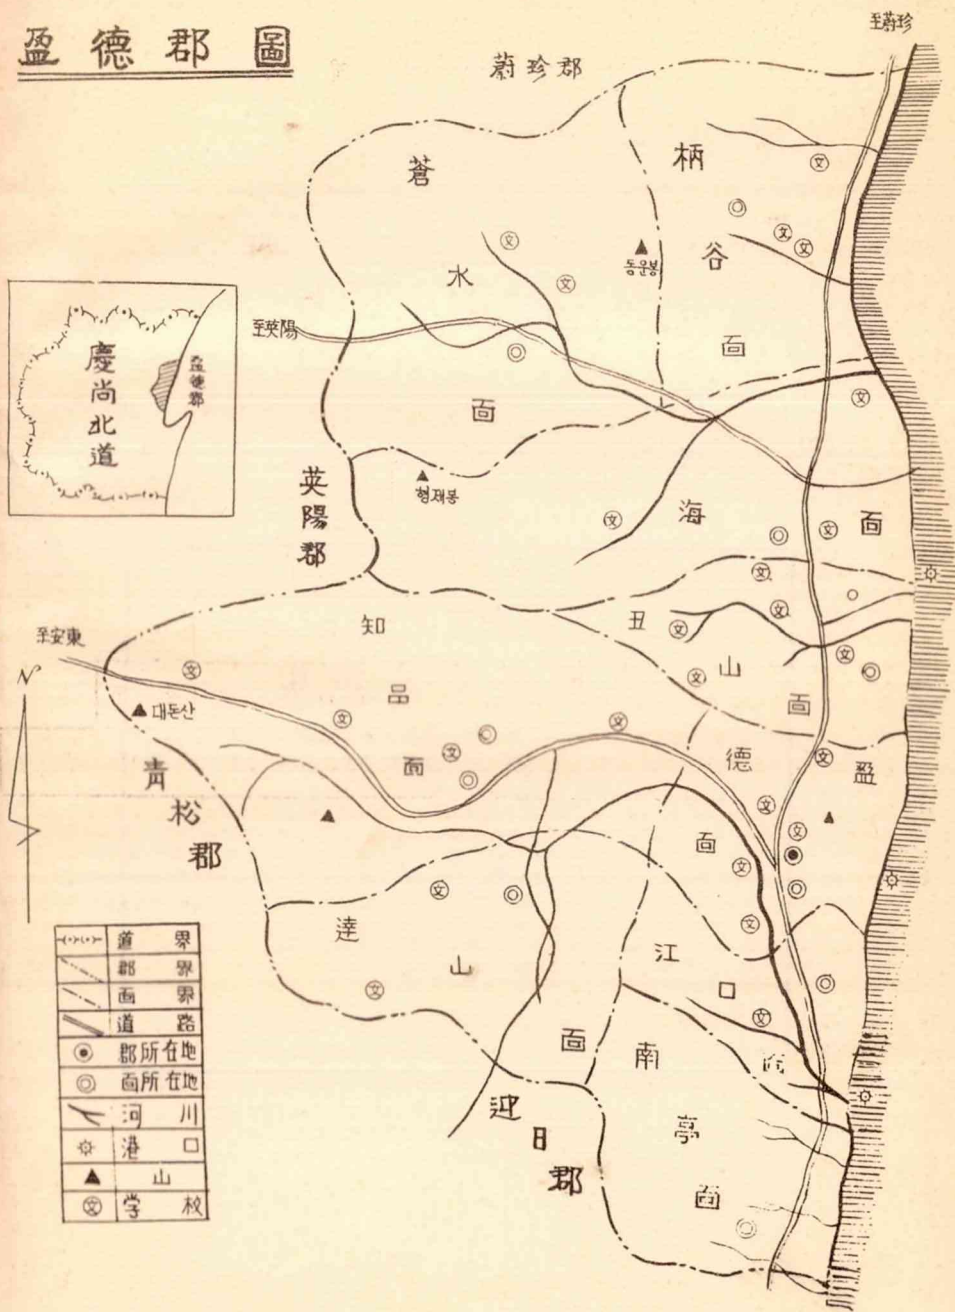 盈德郡圖
至蔚珍
蔚珍郡
蒼水面
柄谷面
동운봉
至英陽
慶尚北道
盈德郡
英陽郡
형제봉
海面
至安東
知品面
丑山面
N
대돈산
盈德面
青松郡
達山面
江口面
南亭面
迎日郡
道界
郡界
面界
道路
郡所在地
面所在地
河川
港口
山
文 学校